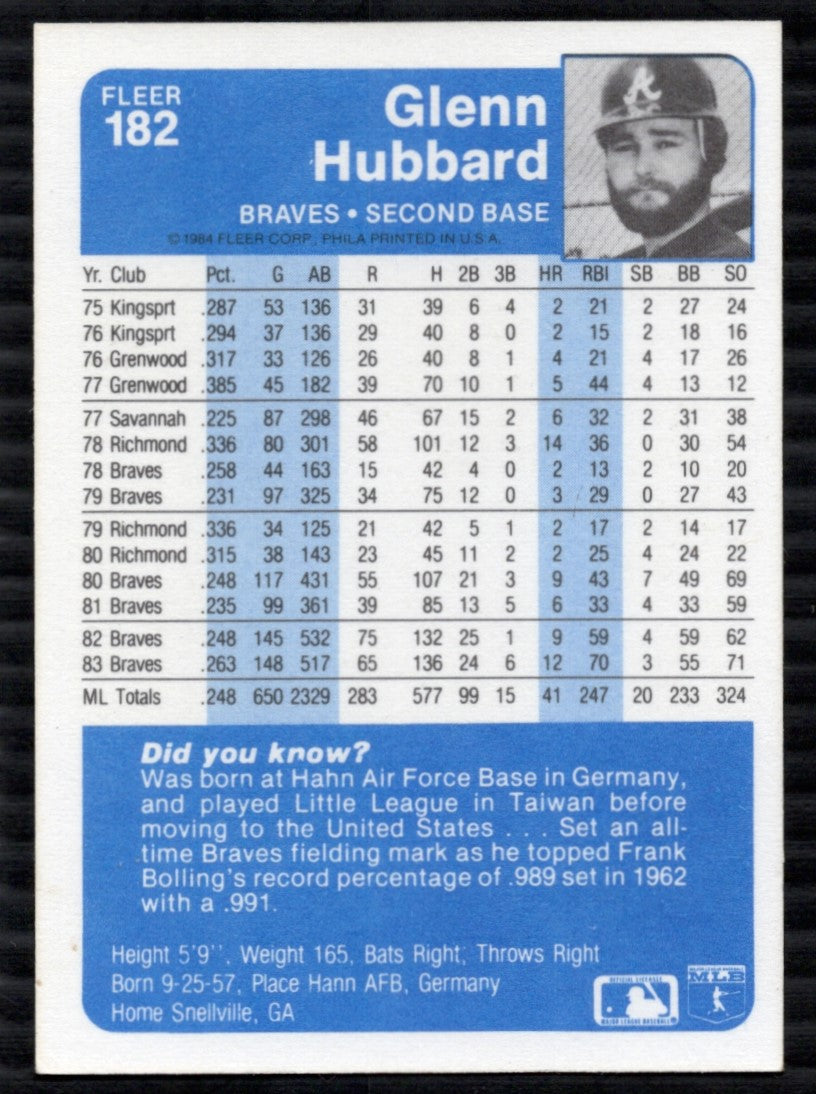 FLEER
182
Glenn
Hubbard
BRAVES • SECOND BASE
© 1984 FLEER CORP., PHILA PRINTED IN U.S.A.
Yr. Club Pct. G AB R H 2B 3B HR RBI SB BB SO
75 Kingsprt .287 53 136 31 39 6 4 2 21 2 27 24
76 Kingsprt .294 37 136 29 40 8 0 2 15 2 18 16
76 Grenwood .317 33 126 26 40 8 1 4 21 4 17 26
77 Grenwood .385 45 182 39 70 10 1 5 44 4 13 12
77 Savannah .225 87 298 46 67 15 2 6 32 2 31 38
78 Richmond .336 80 301 58 101 12 3 14 36 0 30 54
78 Braves .258 44 163 15 42 4 0 2 13 2 10 20
79 Braves .231 97 325 34 75 12 0 3 29 0 27 43
79 Richmond .336 34 125 21 42 5 1 2 17 2 14 17
80 Richmond .315 38 143 23 45 11 2 2 25 4 24 22
80 Braves .248 117 431 55 107 21 3 9 43 7 49 69
81 Braves .235 99 361 39 85 13 5 6 33 4 33 59
82 Braves .248 145 532 75 132 25 1 9 59 4 59 62
83 Braves .263 148 517 65 136 24 6 12 70 3 55 71
ML Totals .248 650 2329 283 577 99 15 41 247 20 233 324
Did you know?
Was born at Hahn Air Force Base in Germany,
and played Little League in Taiwan before
moving to the United States . . . Set an all-
time Braves fielding mark as he topped Frank
Bolling's record percentage of .989 set in 1962
with a .991.
Height 5'9'', Weight 165, Bats Right, Throws Right
Born 9-25-57, Place Hann AFB, Germany
Home Snellville, GA
OFFICIAL LICENSEE
MAJOR LEAGUE BASEBALL
MAJOR LEAGUE BASEBALL
MLB
A